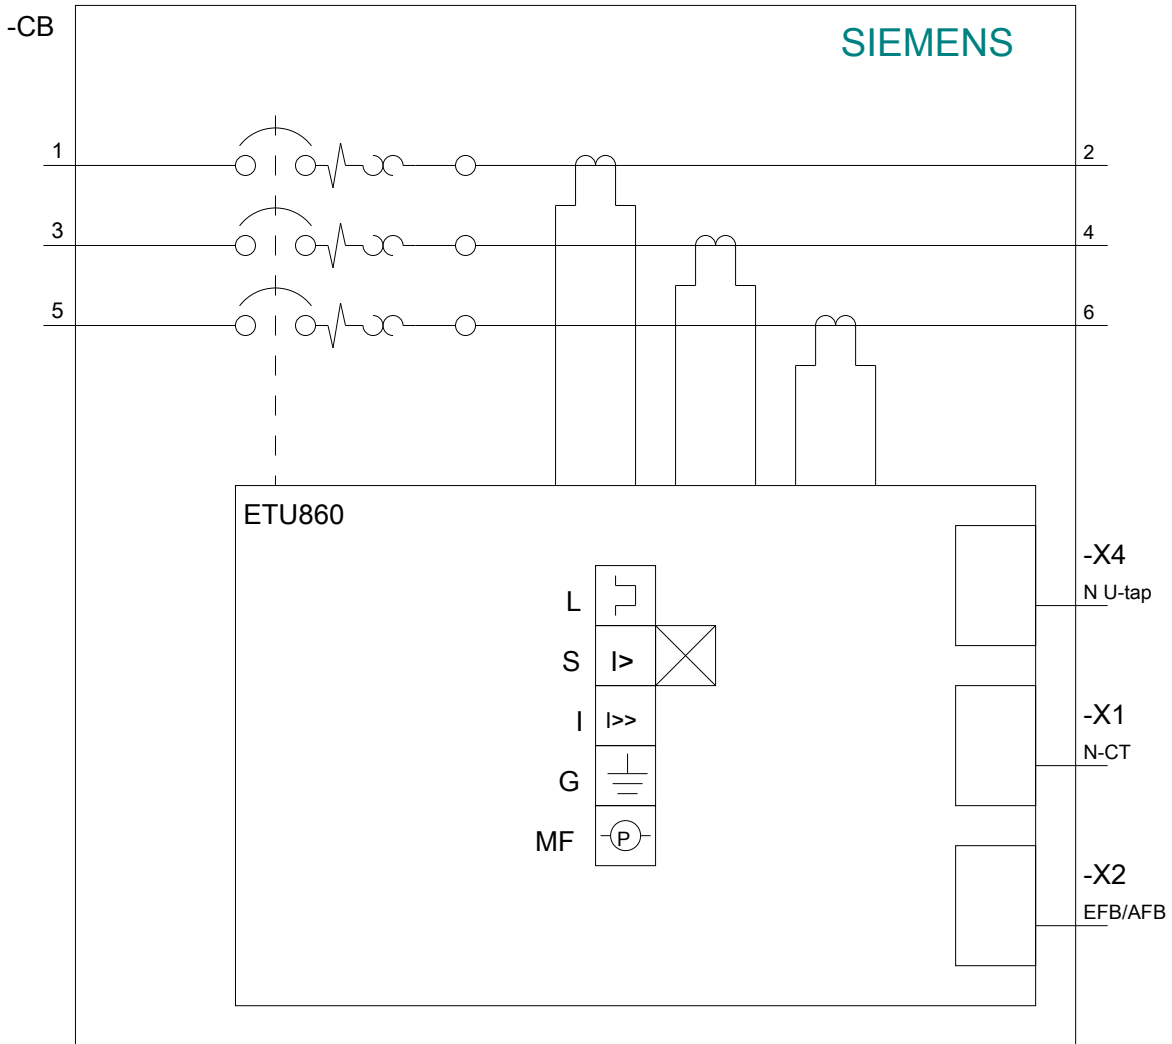 -CB
SIEMENS
1
2
3
4
5
6
ETU860
-X4
N U-tap
L
S
I>
-X1
I
I>>
N-CT
G
MF
P
-X2
EFB/AFB